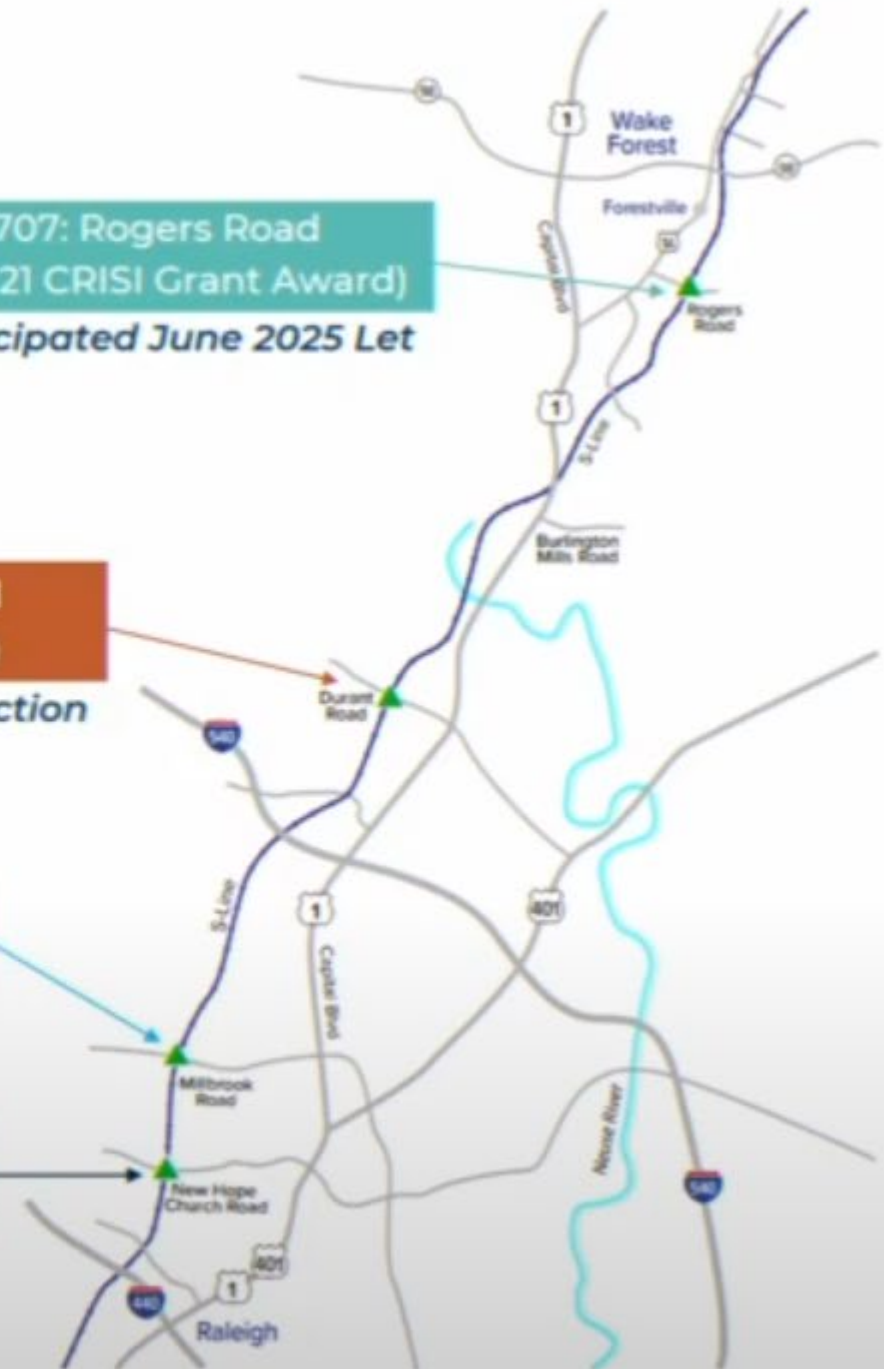 1
Wake
Forest
98
98
707: Rogers Road
Forestville
21 CRISI Grant Award)
Capital Blvd
Rogers
Road
cipated June 2025 Let
1
S-Line
Burlington
Mills Road
Durant
Road
ction
540
S-Line
1
401
Capital Blvd
Millbrook
Road
Neuse River
New Hope
Church Road
540
401
1
440
Raleigh